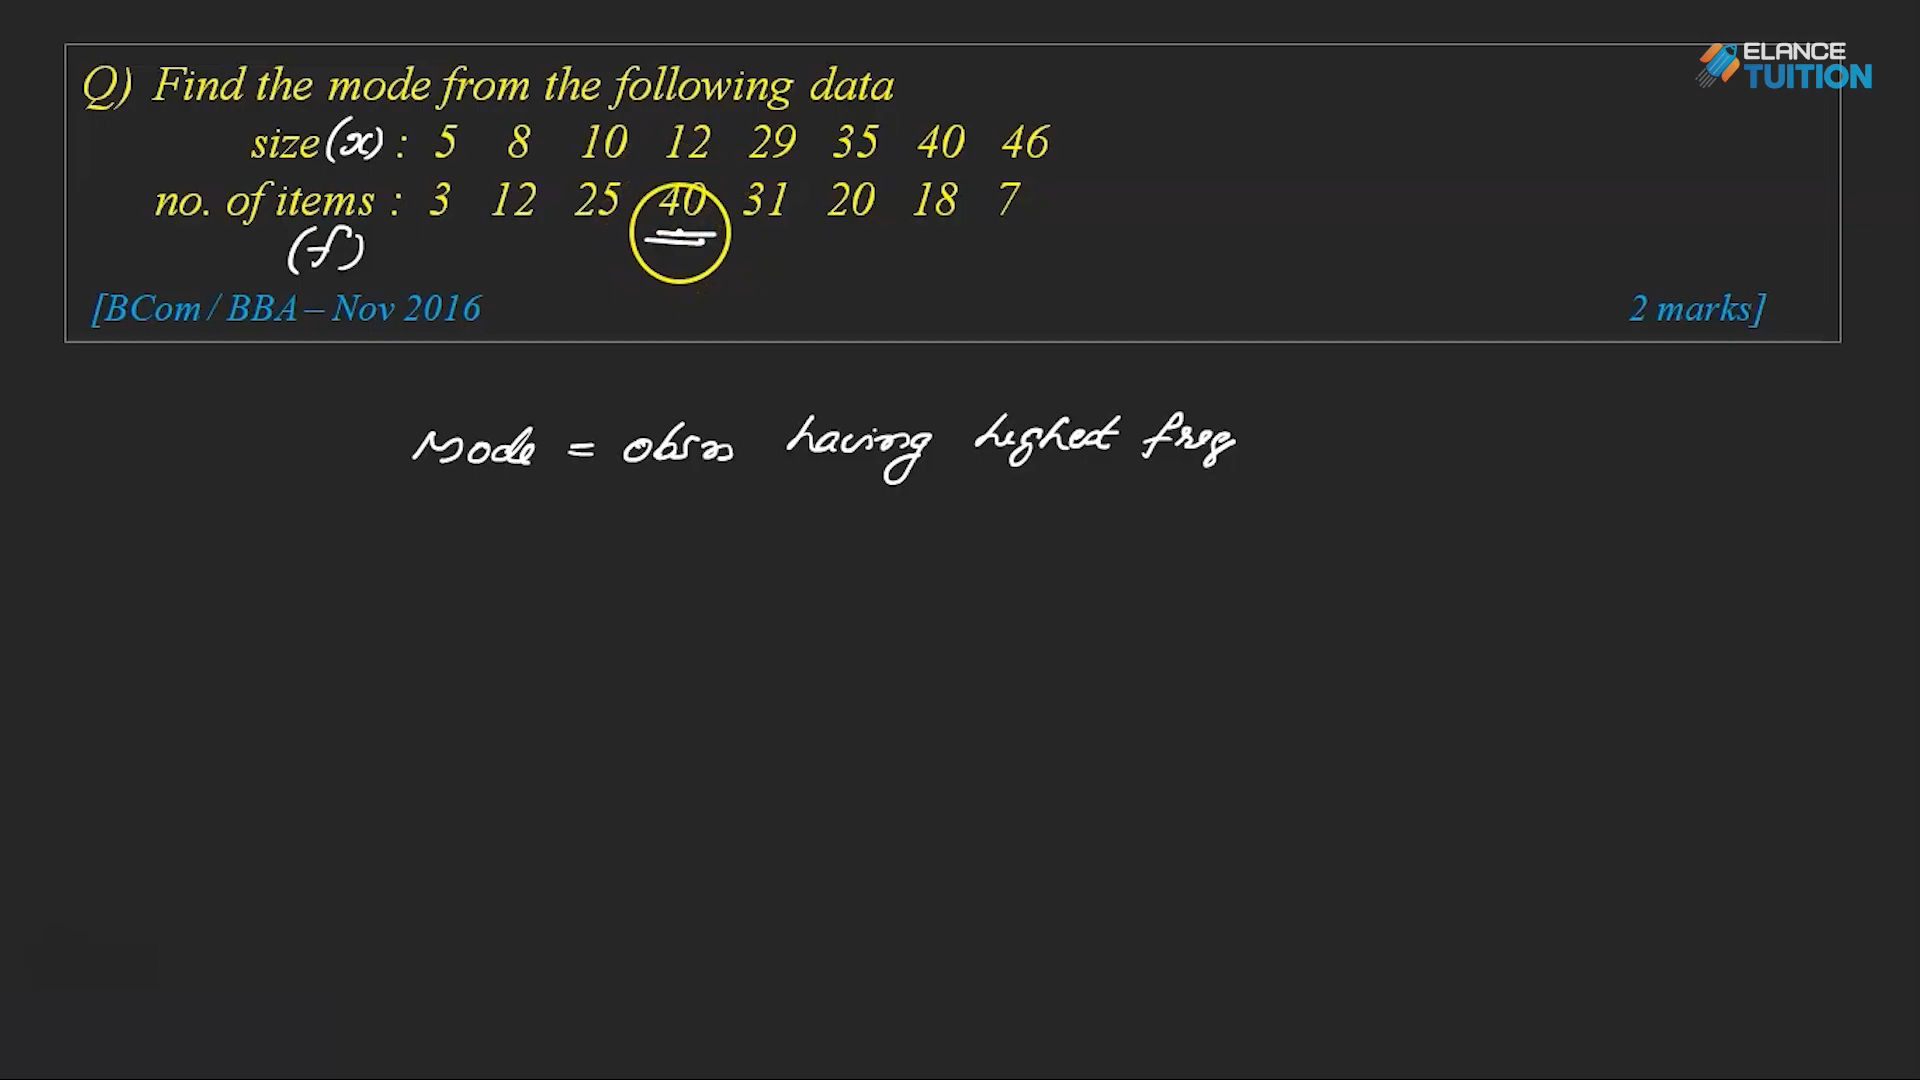 ELANCE
TUITION
Q) Find the mode from the following data
size (x) : 5 8 10 12 29 35 40 46
no. of items : 3 12 25 40 31 20 18 7
(f)
[BCom / BBA – Nov 2016 2 marks]
Mode = obsn having highest freq